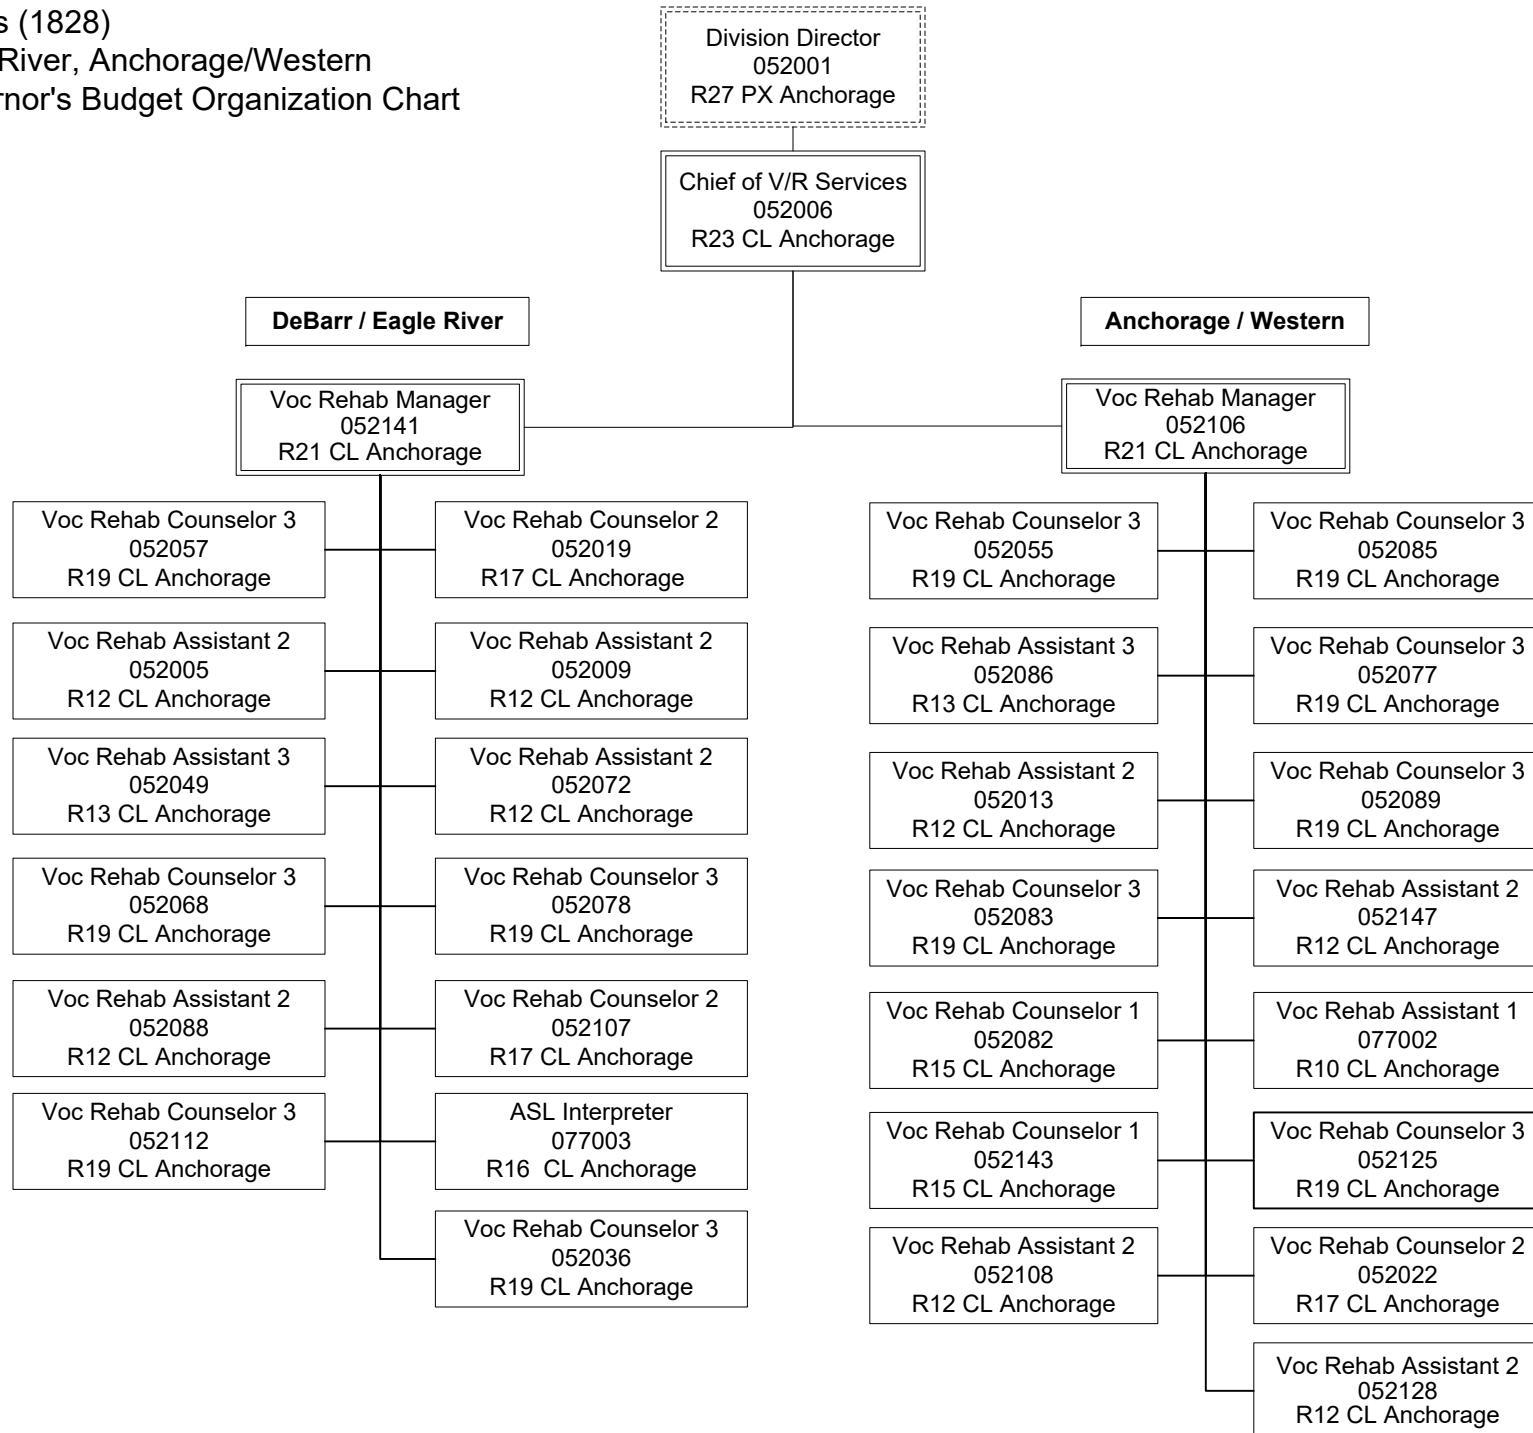 s (1828)
River, Anchorage/Western
rnor's Budget Organization Chart
Division Director
052001
R27 PX Anchorage
Chief of V/R Services
052006
R23 CL Anchorage
DeBarr / Eagle River
Anchorage / Western
Voc Rehab Manager
052141
R21 CL Anchorage
Voc Rehab Manager
052106
R21 CL Anchorage
Voc Rehab Counselor 3
052057
R19 CL Anchorage
Voc Rehab Counselor 2
052019
R17 CL Anchorage
Voc Rehab Counselor 3
052055
R19 CL Anchorage
Voc Rehab Counselor 3
052085
R19 CL Anchorage
Voc Rehab Assistant 2
052005
R12 CL Anchorage
Voc Rehab Assistant 2
052009
R12 CL Anchorage
Voc Rehab Assistant 3
052086
R13 CL Anchorage
Voc Rehab Counselor 3
052077
R19 CL Anchorage
Voc Rehab Assistant 3
052049
R13 CL Anchorage
Voc Rehab Assistant 2
052072
R12 CL Anchorage
Voc Rehab Assistant 2
052013
R12 CL Anchorage
Voc Rehab Counselor 3
052089
R19 CL Anchorage
Voc Rehab Counselor 3
052068
R19 CL Anchorage
Voc Rehab Counselor 3
052078
R19 CL Anchorage
Voc Rehab Counselor 3
052083
R19 CL Anchorage
Voc Rehab Assistant 2
052147
R12 CL Anchorage
Voc Rehab Assistant 2
052088
R12 CL Anchorage
Voc Rehab Counselor 2
052107
R17 CL Anchorage
Voc Rehab Counselor 1
052082
R15 CL Anchorage
Voc Rehab Assistant 1
077002
R10 CL Anchorage
Voc Rehab Counselor 3
052112
R19 CL Anchorage
ASL Interpreter
077003
R16 CL Anchorage
Voc Rehab Counselor 1
052143
R15 CL Anchorage
Voc Rehab Counselor 3
052125
R19 CL Anchorage
Voc Rehab Counselor 3
052036
R19 CL Anchorage
Voc Rehab Assistant 2
052108
R12 CL Anchorage
Voc Rehab Counselor 2
052022
R17 CL Anchorage
Voc Rehab Assistant 2
052128
R12 CL Anchorage